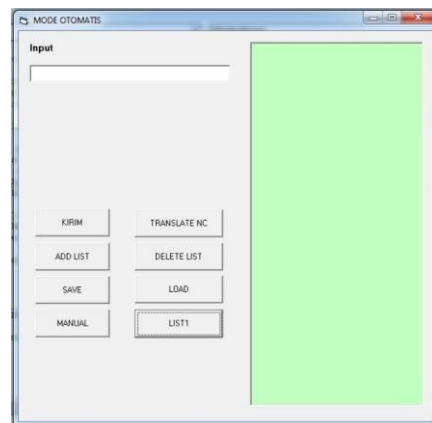 MODE OTOMATIS
Input
KIRIM
TRANSLATE NC
ADD LIST
DELETE LIST
SAVE
LOAD
MANUAL
LIST1